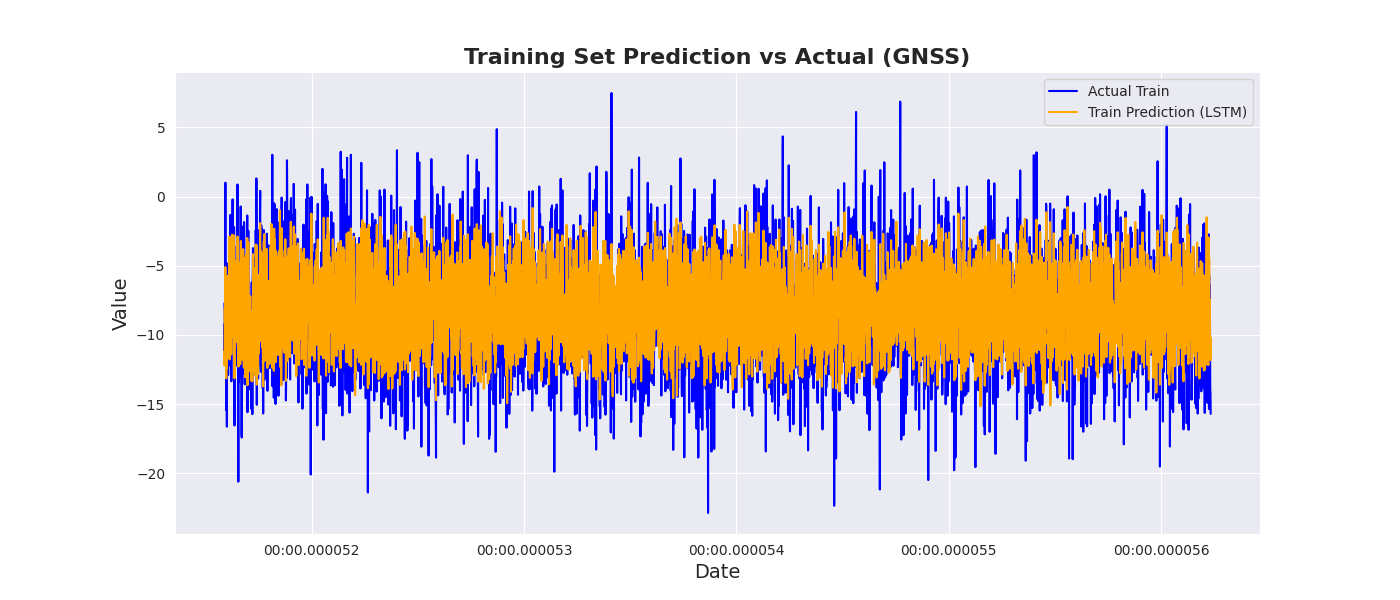 Training Set Prediction vs Actual (GNSS)
Actual Train
Train Prediction (LSTM)
Value
5
0
−5
−10
−15
−20
00:00.000052 00:00.000053 00:00.000054 00:00.000055 00:00.000056
Date